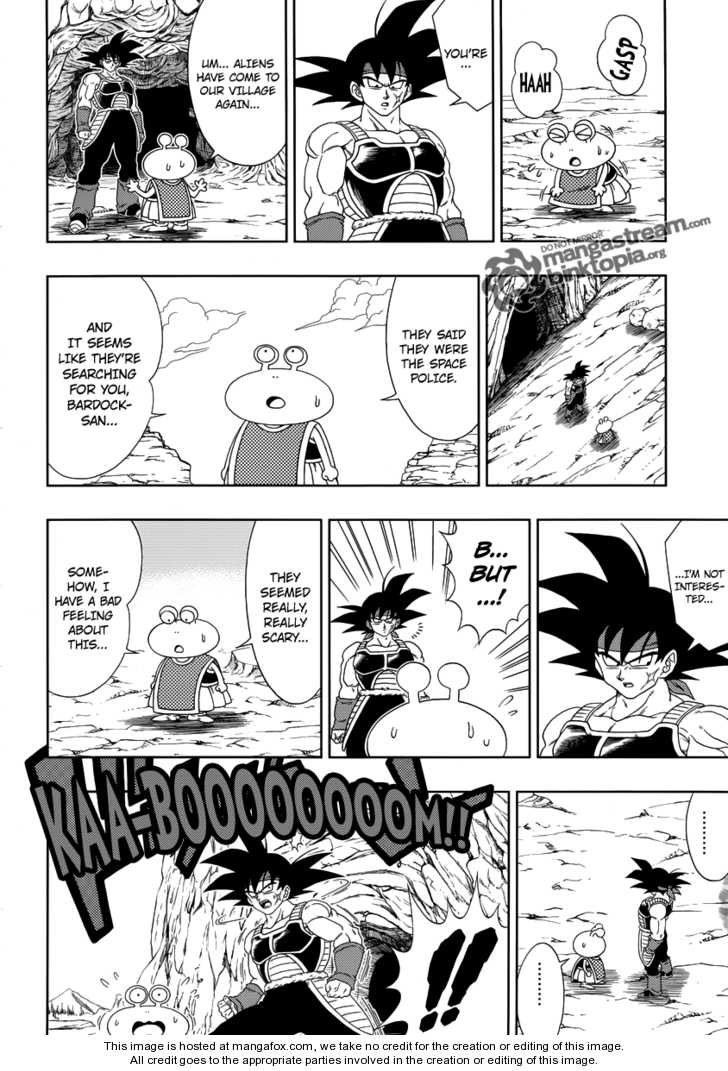 GASP
HAAH
YOU'RE
...
UM... ALIENS
HAVE COME TO
OUR VILLAGE
AGAIN...
DO NOT MIRROR
mangastream.com
binktopia.org
THEY SAID
THEY WERE
THE SPACE
POLICE.
AND
IT SEEMS
LIKE THEY'RE
SEARCHING
FOR YOU,
BARDOCK-
SAN...
...I'M NOT
INTERES-
TED...
B...
BUT
...!
THEY
SEEMED
REALLY,
REALLY
SCARY...
SOME-
HOW, I
HAVE A BAD
FEELING
ABOUT
THIS...
........
........
KAA-BOOOOOOOOM!!
!!
This image is hosted at mangafox.com, we take no credit for the creation or editing of this image.
All credit goes to the appropriate parties involved in the creation or editing of this image.